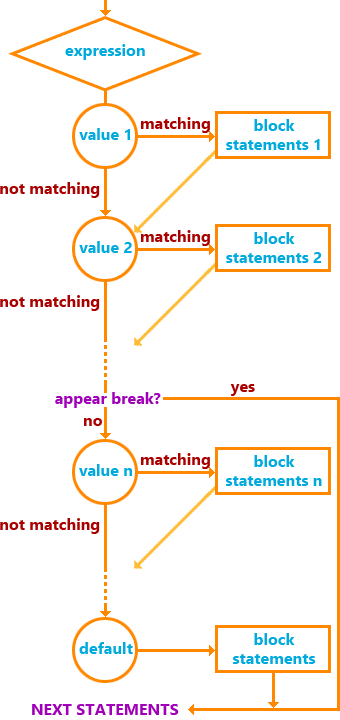 expression
value 1
matching
block
statements 1
not matching
value 2
matching
block
statements 2
not matching
appear break?
yes
no
value n
matching
block
statements n
not matching
default
block
statements
NEXT STATEMENTS